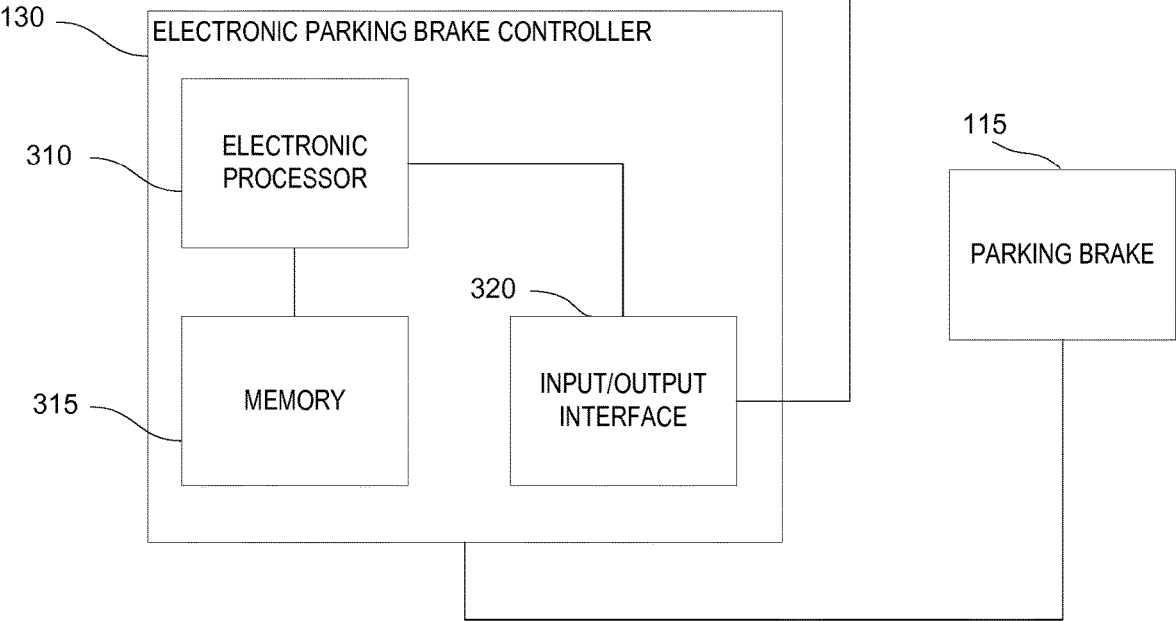 130
ELECTRONIC PARKING BRAKE CONTROLLER
310
ELECTRONIC
PROCESSOR
115
PARKING BRAKE
320
315
MEMORY
INPUT/OUTPUT
INTERFACE